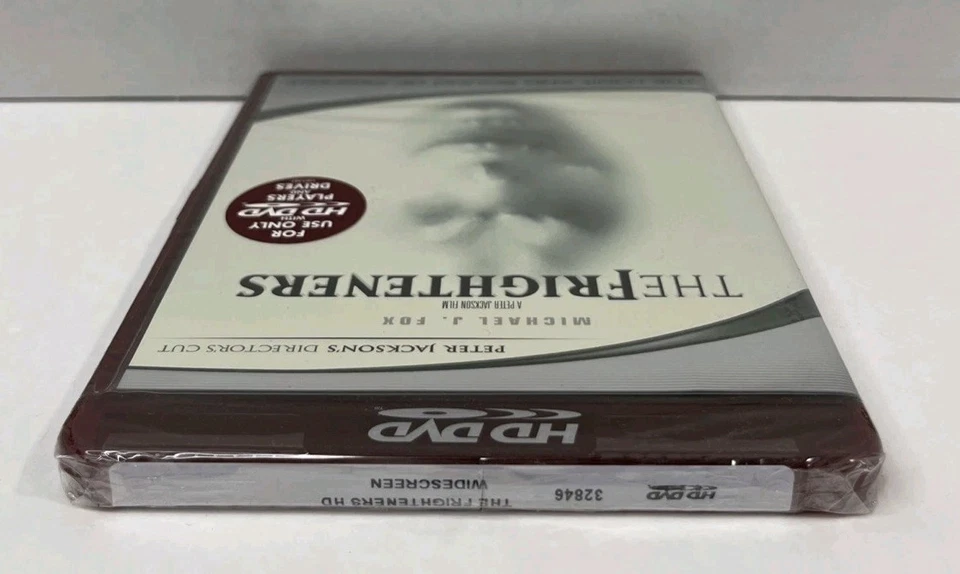 HD DVD
PETER JACKSON'S DIRECTOR'S CUT
MICHAEL J. FOX
A PETER JACKSON FILM
THE FRIGHTENERS
FOR
USE ONLY
WITH
HD DVD
PLAYERS
AND
DRIVES
THE FRIGHTENERS HD
WIDESCREEN
32846
HD DVD